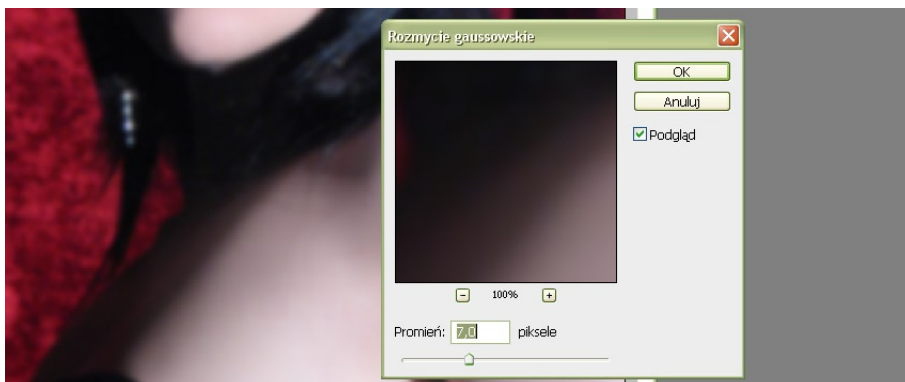 Rozmycie gaussowskie
OK
Anuluj
Podgląd
100%
Promień: 7,0 piksele